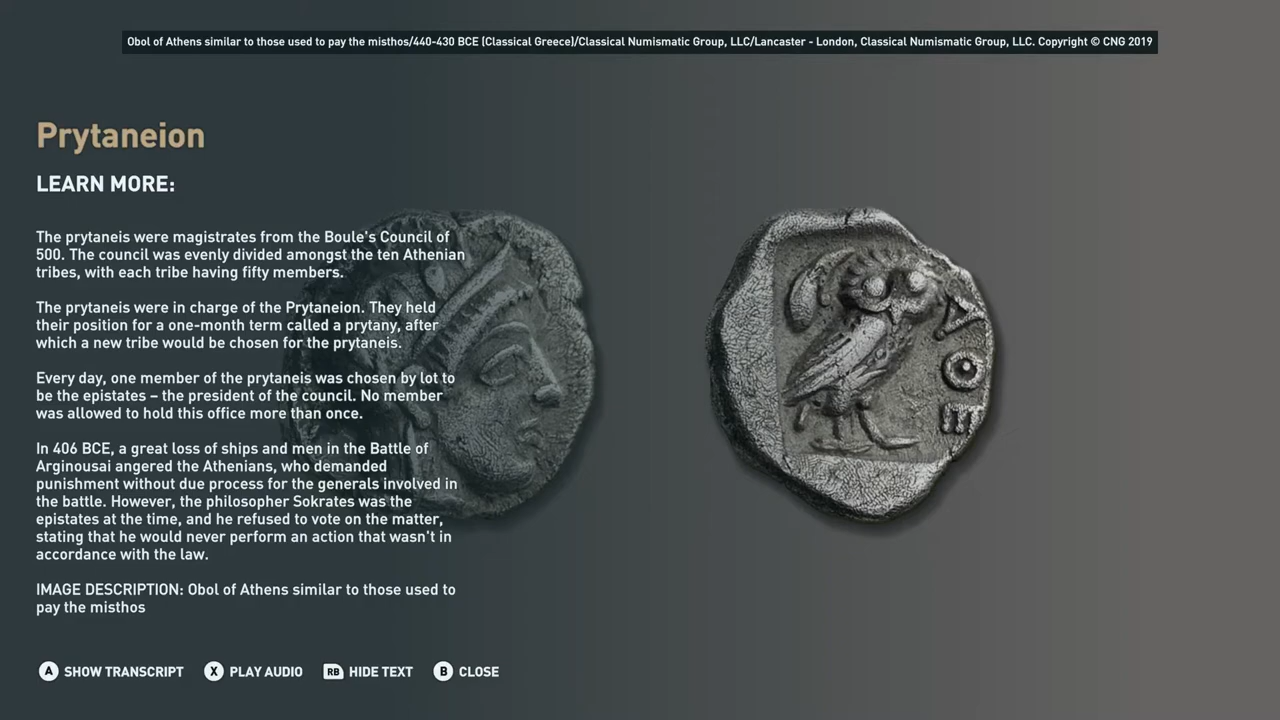 Obol of Athens similar to those used to pay the misthos/440-430 BCE (Classical Greece)/Classical Numismatic Group, LLC/Lancaster - London, Classical Numismatic Group, LLC. Copyright © CNG 2019
Prytaneion
LEARN MORE:
The prytaneis were magistrates from the Boule's Council of
500. The council was evenly divided amongst the ten Athenian
tribes, with each tribe having fifty members.
The prytaneis were in charge of the Prytaneion. They held
their position for a one-month term called a prytany, after
which a new tribe would be chosen for the prytaneis.
Every day, one member of the prytaneis was chosen by lot to
be the epistates – the president of the council. No member
was allowed to hold this office more than once.
In 406 BCE, a great loss of ships and men in the Battle of
Arginousai angered the Athenians, who demanded
punishment without due process for the generals involved in
the battle. However, the philosopher Sokrates was the
epistates at the time, and he refused to vote on the matter,
stating that he would never perform an action that wasn't in
accordance with the law.
IMAGE DESCRIPTION: Obol of Athens similar to those used to
pay the misthos
A SHOW TRANSCRIPT X PLAY AUDIO RB HIDE TEXT B CLOSE
ΑΘΕ